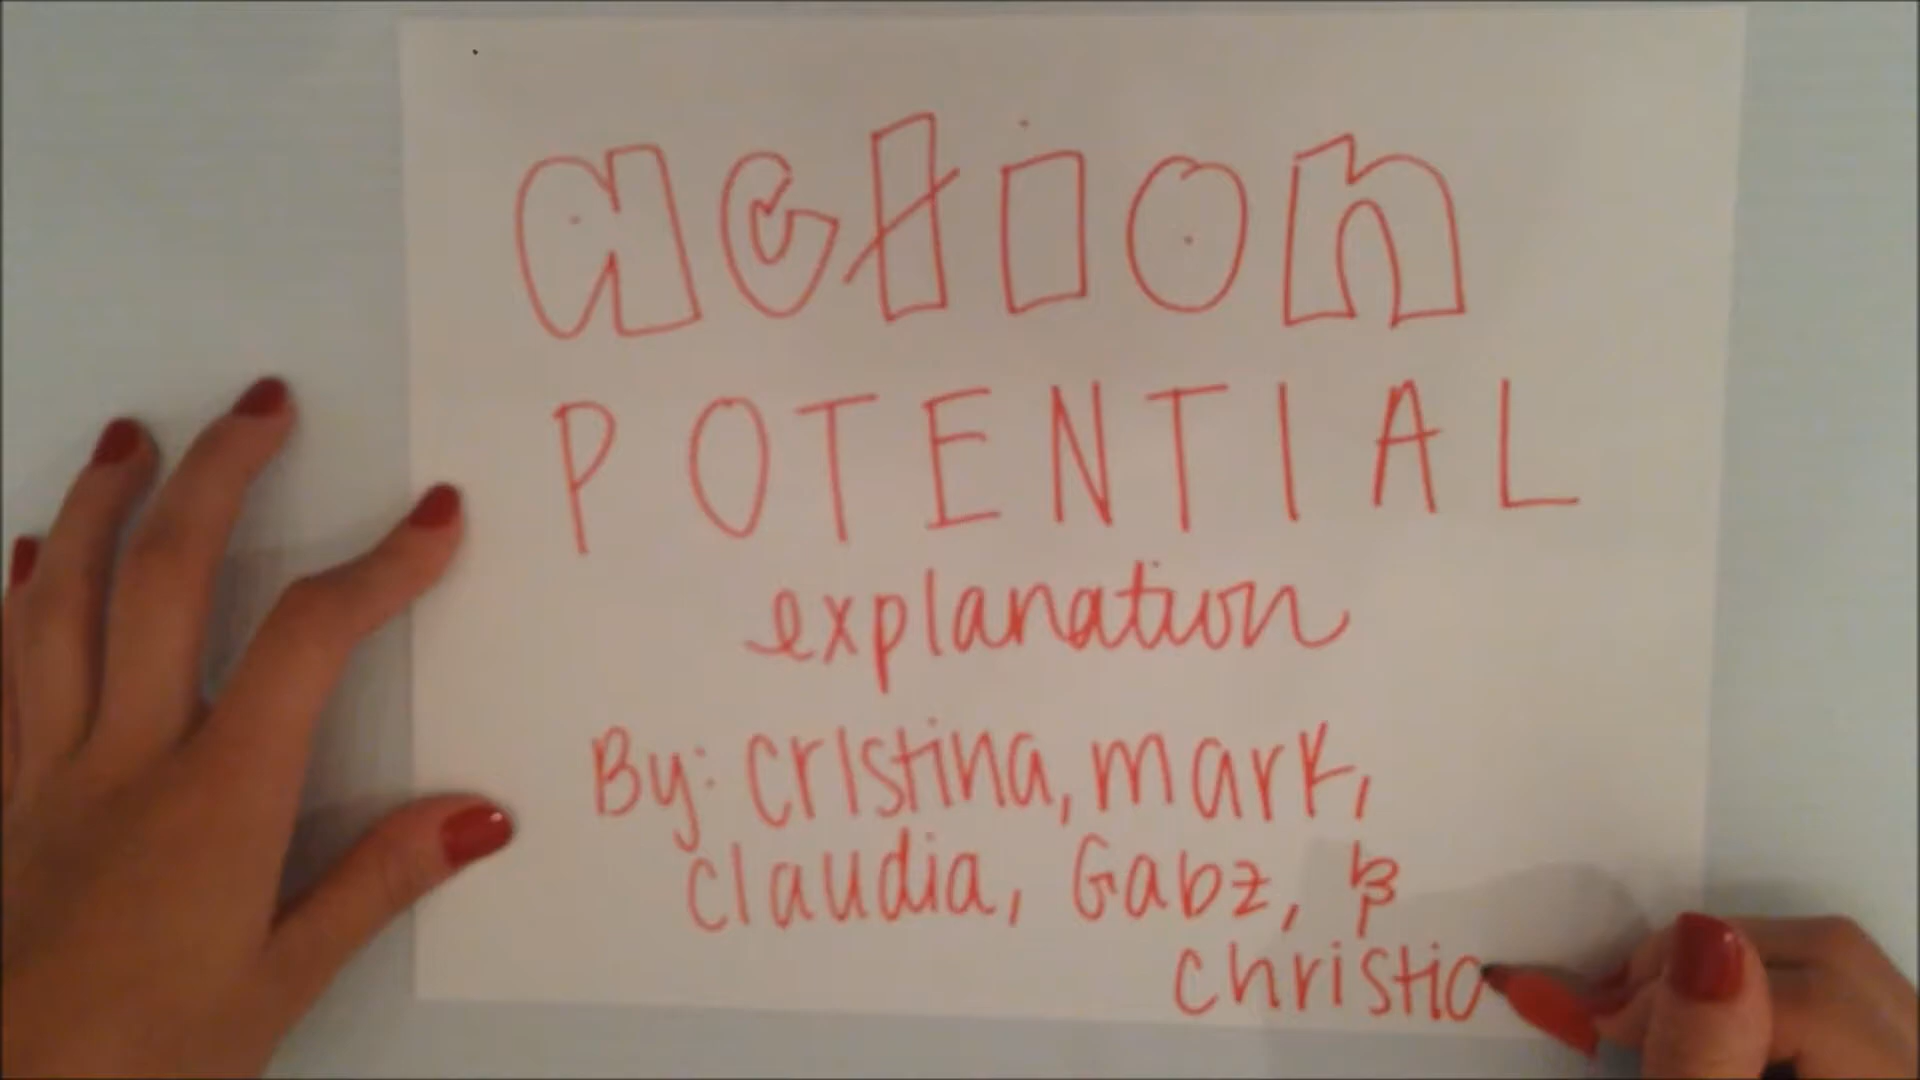 action
POTENTIAL
explanation
By: cristina, mark,
claudia, Gabz, &
christia